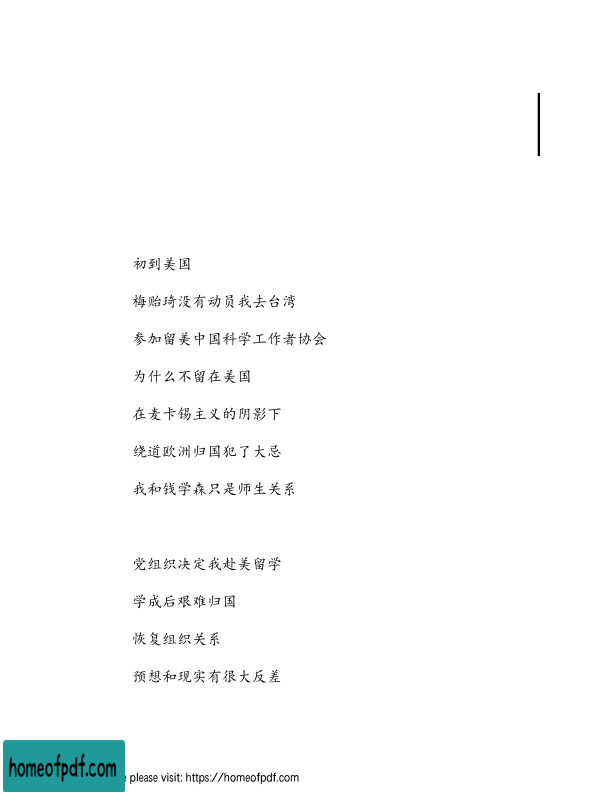 初到美国
梅贻琦没有动员我去台湾
参加留美中国科学工作者协会
为什么不留在美国
在麦卡锡主义的阴影下
绕道欧洲归国犯了大忌
我和钱学森只是师生关系
党组织决定我赴美留学
学成后艰难归国
恢复组织关系
预想和现实有很大反差
homeofpdf.com
please visit: https://homeofpdf.com